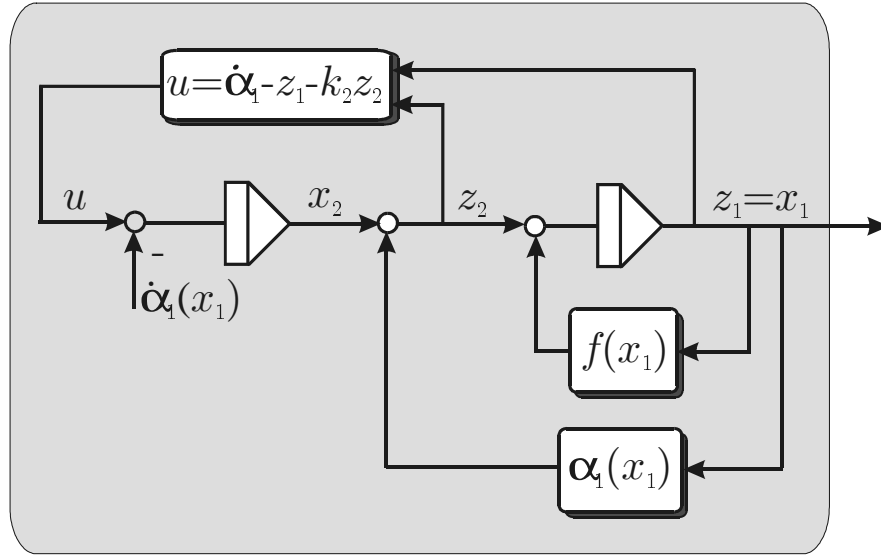 u=α̇₁-z₁-k₂z₂
u
x₂
z₂
z₁=x₁
-
α̇₁(x₁)
f(x₁)
α₁(x₁)